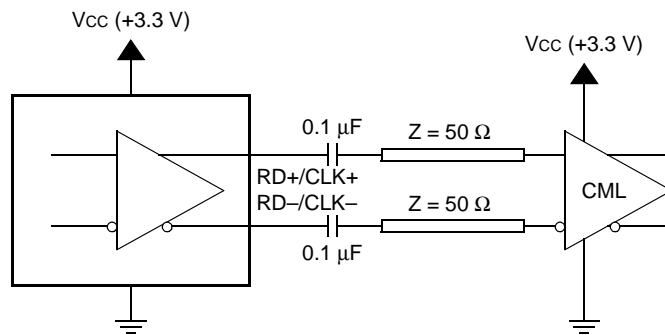 VCC (+3.3 V)
VCC (+3.3 V)
0.1 μF
Z = 50 Ω
RD+/CLK+
RD–/CLK–
CML
Z = 50 Ω
0.1 μF